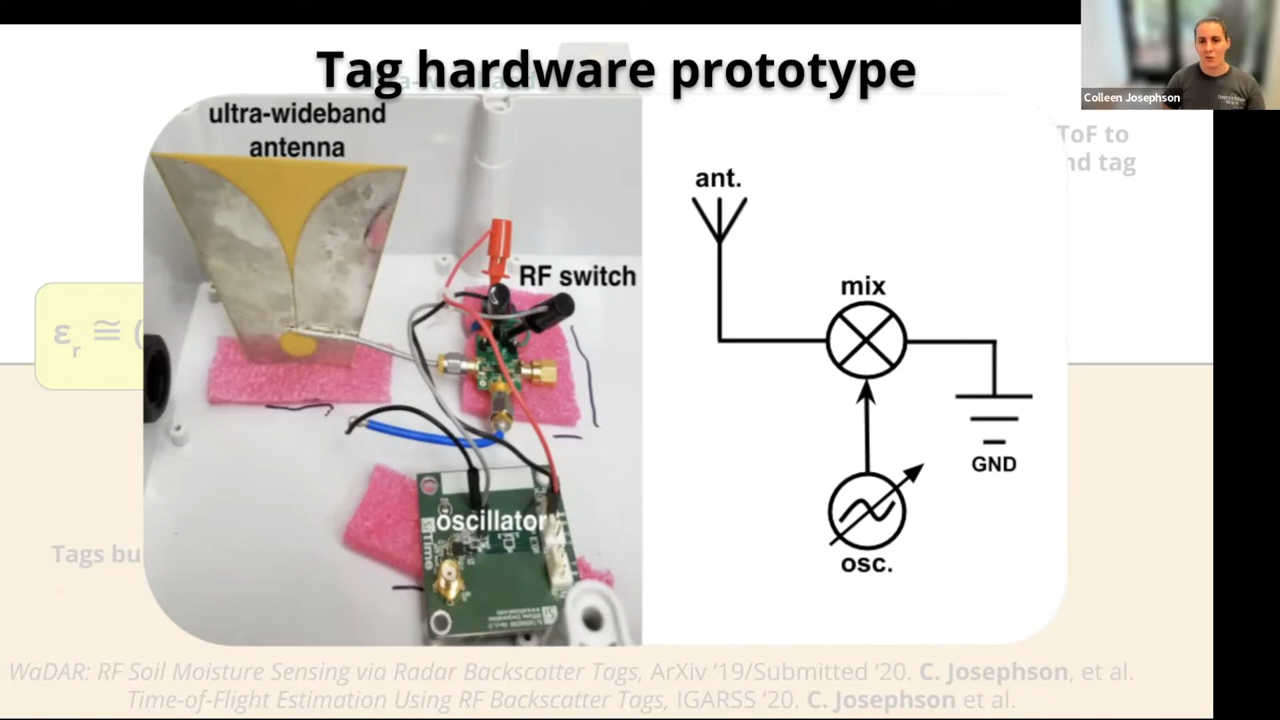 Tag hardware prototype
Colleen Josephson
ultra-wideband
antenna
RF switch
oscillator
SiTime
ant.
mix
GND
osc.
ToF to
nd tag
εr ≅ (
Tags bu
WaDAR: RF Soil Moisture Sensing via Radar Backscatter Tags, ArXiv ‘19/Submitted ‘20. C. Josephson, et al.
Time-of-Flight Estimation Using RF Backscatter Tags, IGARSS ‘20. C. Josephson et al.